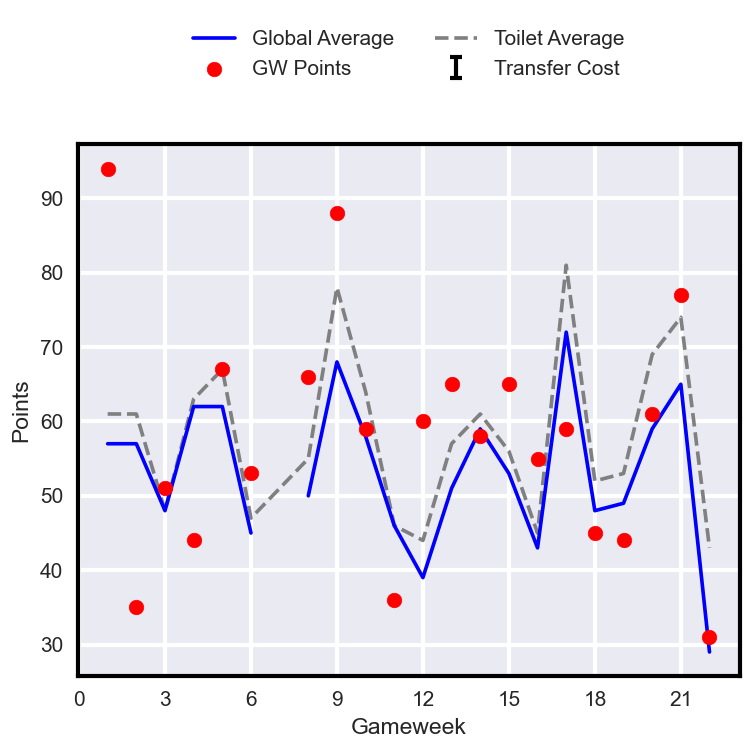 Global Average
Toilet Average
GW Points
Transfer Cost
Points
90
80
70
60
50
40
30
0 3 6 9 12 15 18 21
Gameweek